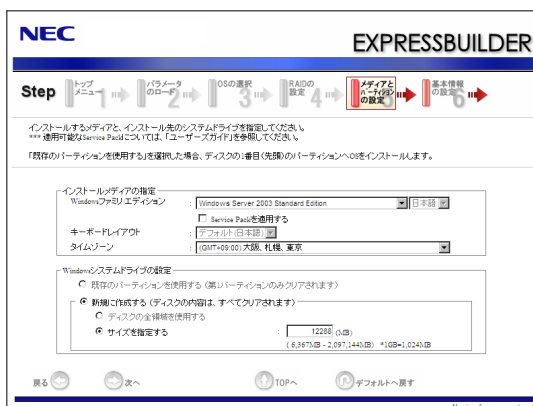 NEC
EXPRESSBUILDER
Step
トップメニュー 1
パラメータのロード 2
OSの選択 3
RAIDの設定 4
メディアとパーティションの設定 5
基本情報の設定 6
インストールするメディアと、インストール先のシステムドライブを指定してください。
*** 適用可能なService Packについては、「ユーザーズガイド」を参照してください。
「既存のパーティションを使用する」を選択した場合、ディスクの1番目(先頭)のパーティションへOSをインストールします。
インストールメディアの指定
Windowsファミリ/エディション : Windows Server 2003 Standard Edition 日本語
Service Packを適用する
キーボードレイアウト : デフォルト(日本語)
タイムゾーン : (GMT+09:00) 大阪、札幌、東京
Windowsシステムドライブの設定
既存のパーティションを使用する (第1パーティションのみクリアされます)
新規に作成する (ディスクの内容は、すべてクリアされます)
ディスクの全領域を使用する
サイズを指定する : 12288 (MB)
( 6,367MB - 2,097,144MB) *1GB=1,024MB
戻る
次へ
TOPへ
デフォルトへ戻す